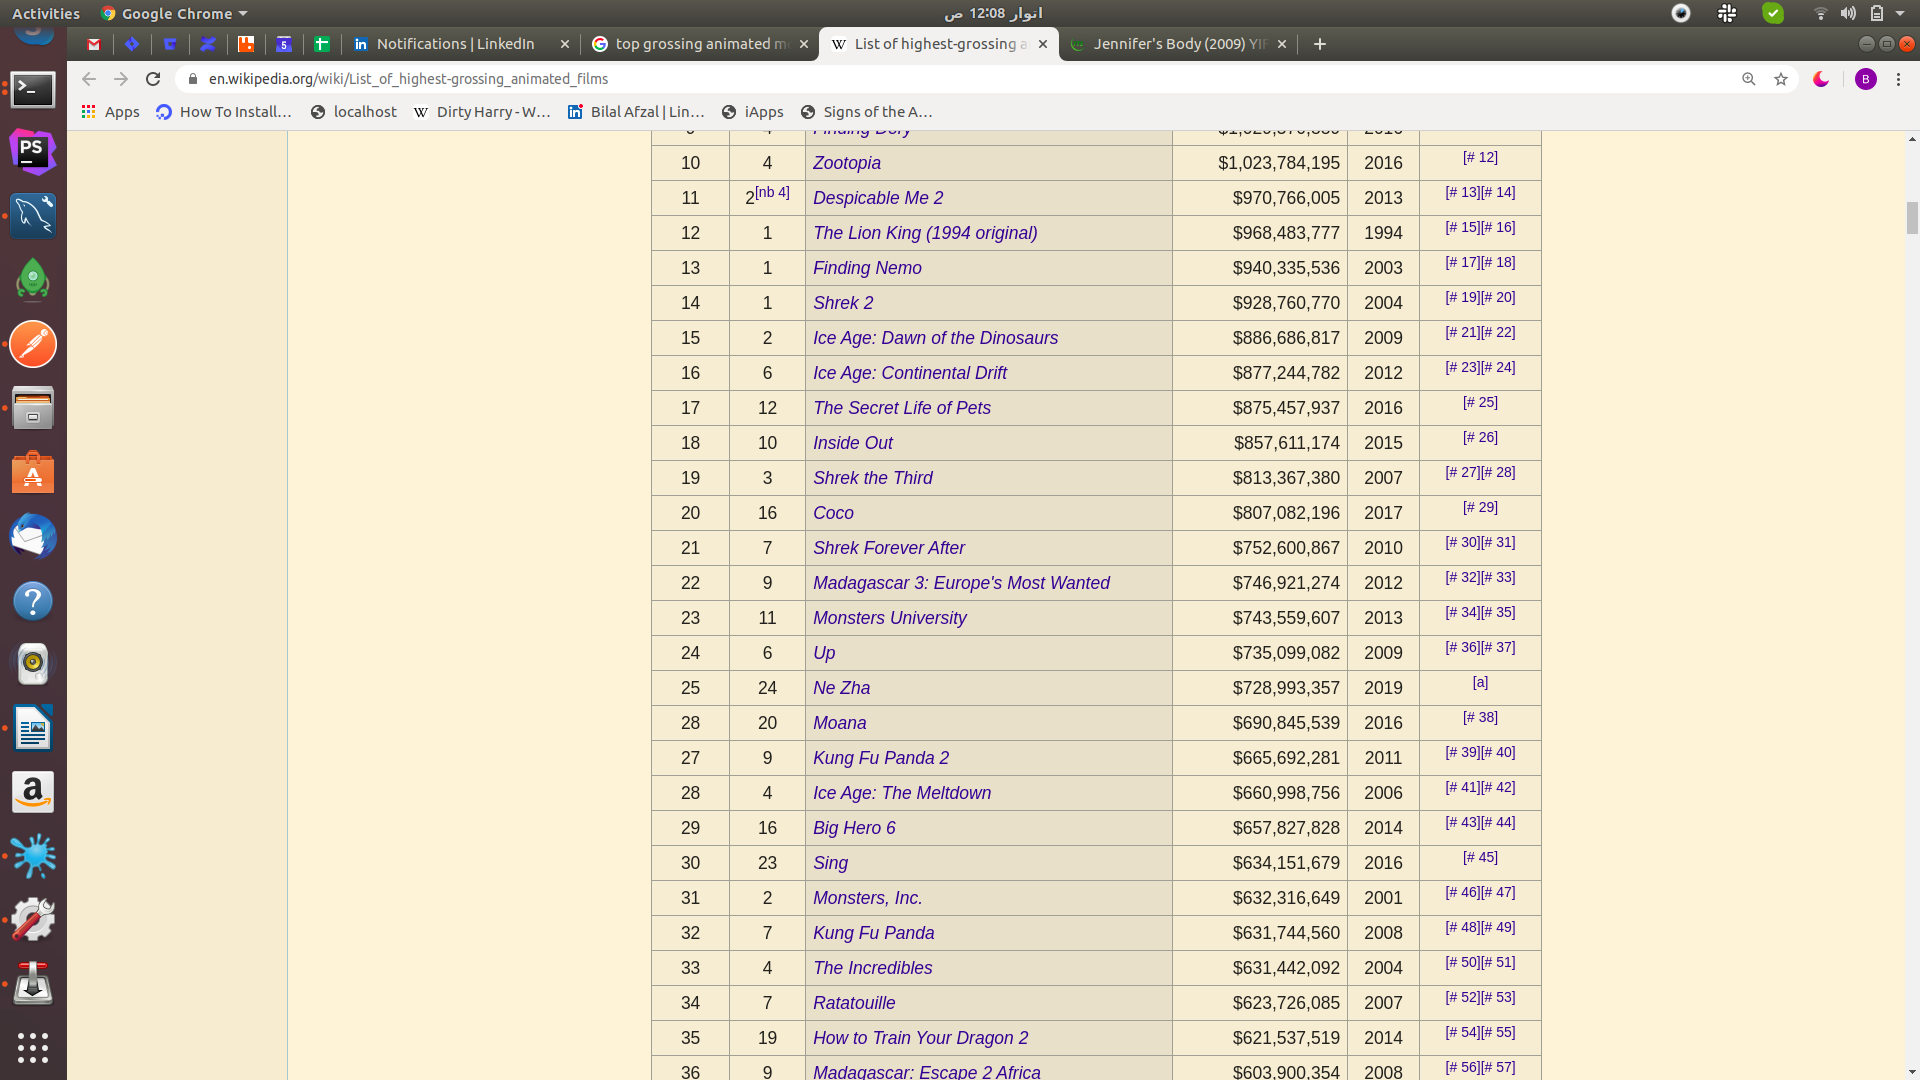 Activities Google Chrome انوار 12:08 ص
Notifications | LinkedIn top grossing animated m List of highest-grossing a Jennifer's Body (2009) YIF
en.wikipedia.org/wiki/List_of_highest-grossing_animated_films B
Apps How To Install... localhost Dirty Harry - W... Bilal Afzal | Lin... iApps Signs of the A...
10 4 Zootopia $1,023,784,195 2016 [# 12]
11 2[nb 4] Despicable Me 2 $970,766,005 2013 [# 13][# 14]
12 1 The Lion King (1994 original) $968,483,777 1994 [# 15][# 16]
13 1 Finding Nemo $940,335,536 2003 [# 17][# 18]
14 1 Shrek 2 $928,760,770 2004 [# 19][# 20]
15 2 Ice Age: Dawn of the Dinosaurs $886,686,817 2009 [# 21][# 22]
16 6 Ice Age: Continental Drift $877,244,782 2012 [# 23][# 24]
17 12 The Secret Life of Pets $875,457,937 2016 [# 25]
18 10 Inside Out $857,611,174 2015 [# 26]
19 3 Shrek the Third $813,367,380 2007 [# 27][# 28]
20 16 Coco $807,082,196 2017 [# 29]
21 7 Shrek Forever After $752,600,867 2010 [# 30][# 31]
22 9 Madagascar 3: Europe's Most Wanted $746,921,274 2012 [# 32][# 33]
23 11 Monsters University $743,559,607 2013 [# 34][# 35]
24 6 Up $735,099,082 2009 [# 36][# 37]
25 24 Ne Zha $728,993,357 2019 [a]
28 20 Moana $690,845,539 2016 [# 38]
27 9 Kung Fu Panda 2 $665,692,281 2011 [# 39][# 40]
28 4 Ice Age: The Meltdown $660,998,756 2006 [# 41][# 42]
29 16 Big Hero 6 $657,827,828 2014 [# 43][# 44]
30 23 Sing $634,151,679 2016 [# 45]
31 2 Monsters, Inc. $632,316,649 2001 [# 46][# 47]
32 7 Kung Fu Panda $631,744,560 2008 [# 48][# 49]
33 4 The Incredibles $631,442,092 2004 [# 50][# 51]
34 7 Ratatouille $623,726,085 2007 [# 52][# 53]
35 19 How to Train Your Dragon 2 $621,537,519 2014 [# 54][# 55]
36 9 Madagascar: Escape 2 Africa $603,900,354 2008 [# 56][# 57]